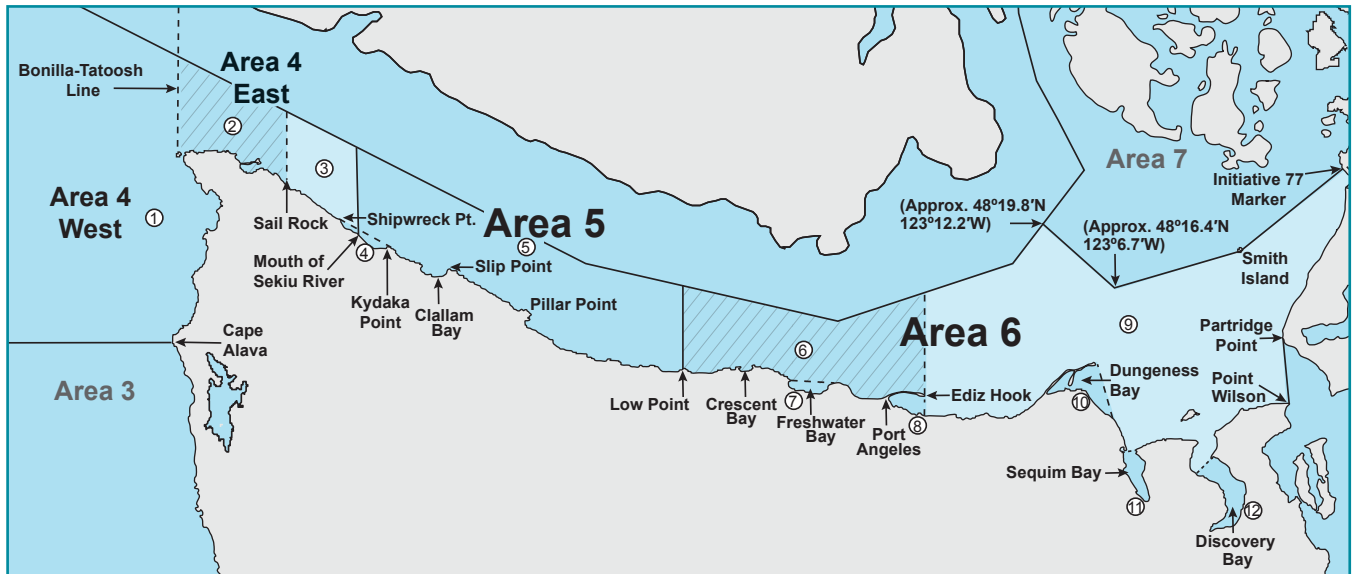 Area 4
East
Bonilla-Tatoosh
Line
②
③
Area 4
West
①
Sail Rock
Shipwreck Pt.
Area 5
⑤
Mouth of
Sekiu River
④
Kydaka
Point
Slip Point
Clallam
Bay
Pillar Point
Cape
Alava
Area 3
Area 7
Initiative 77
Marker
(Approx. 48º19.8'N
123º12.2'W)
(Approx. 48º16.4'N
123º6.7'W)
Smith
Island
Area 6
⑥
⑨
Partridge
Point
Point
Wilson
Low Point
Crescent
Bay
⑦
Freshwater
Bay
Port
Angeles
⑧
Ediz Hook
Dungeness
Bay
⑩
Sequim Bay
⑪
⑫
Discovery
Bay